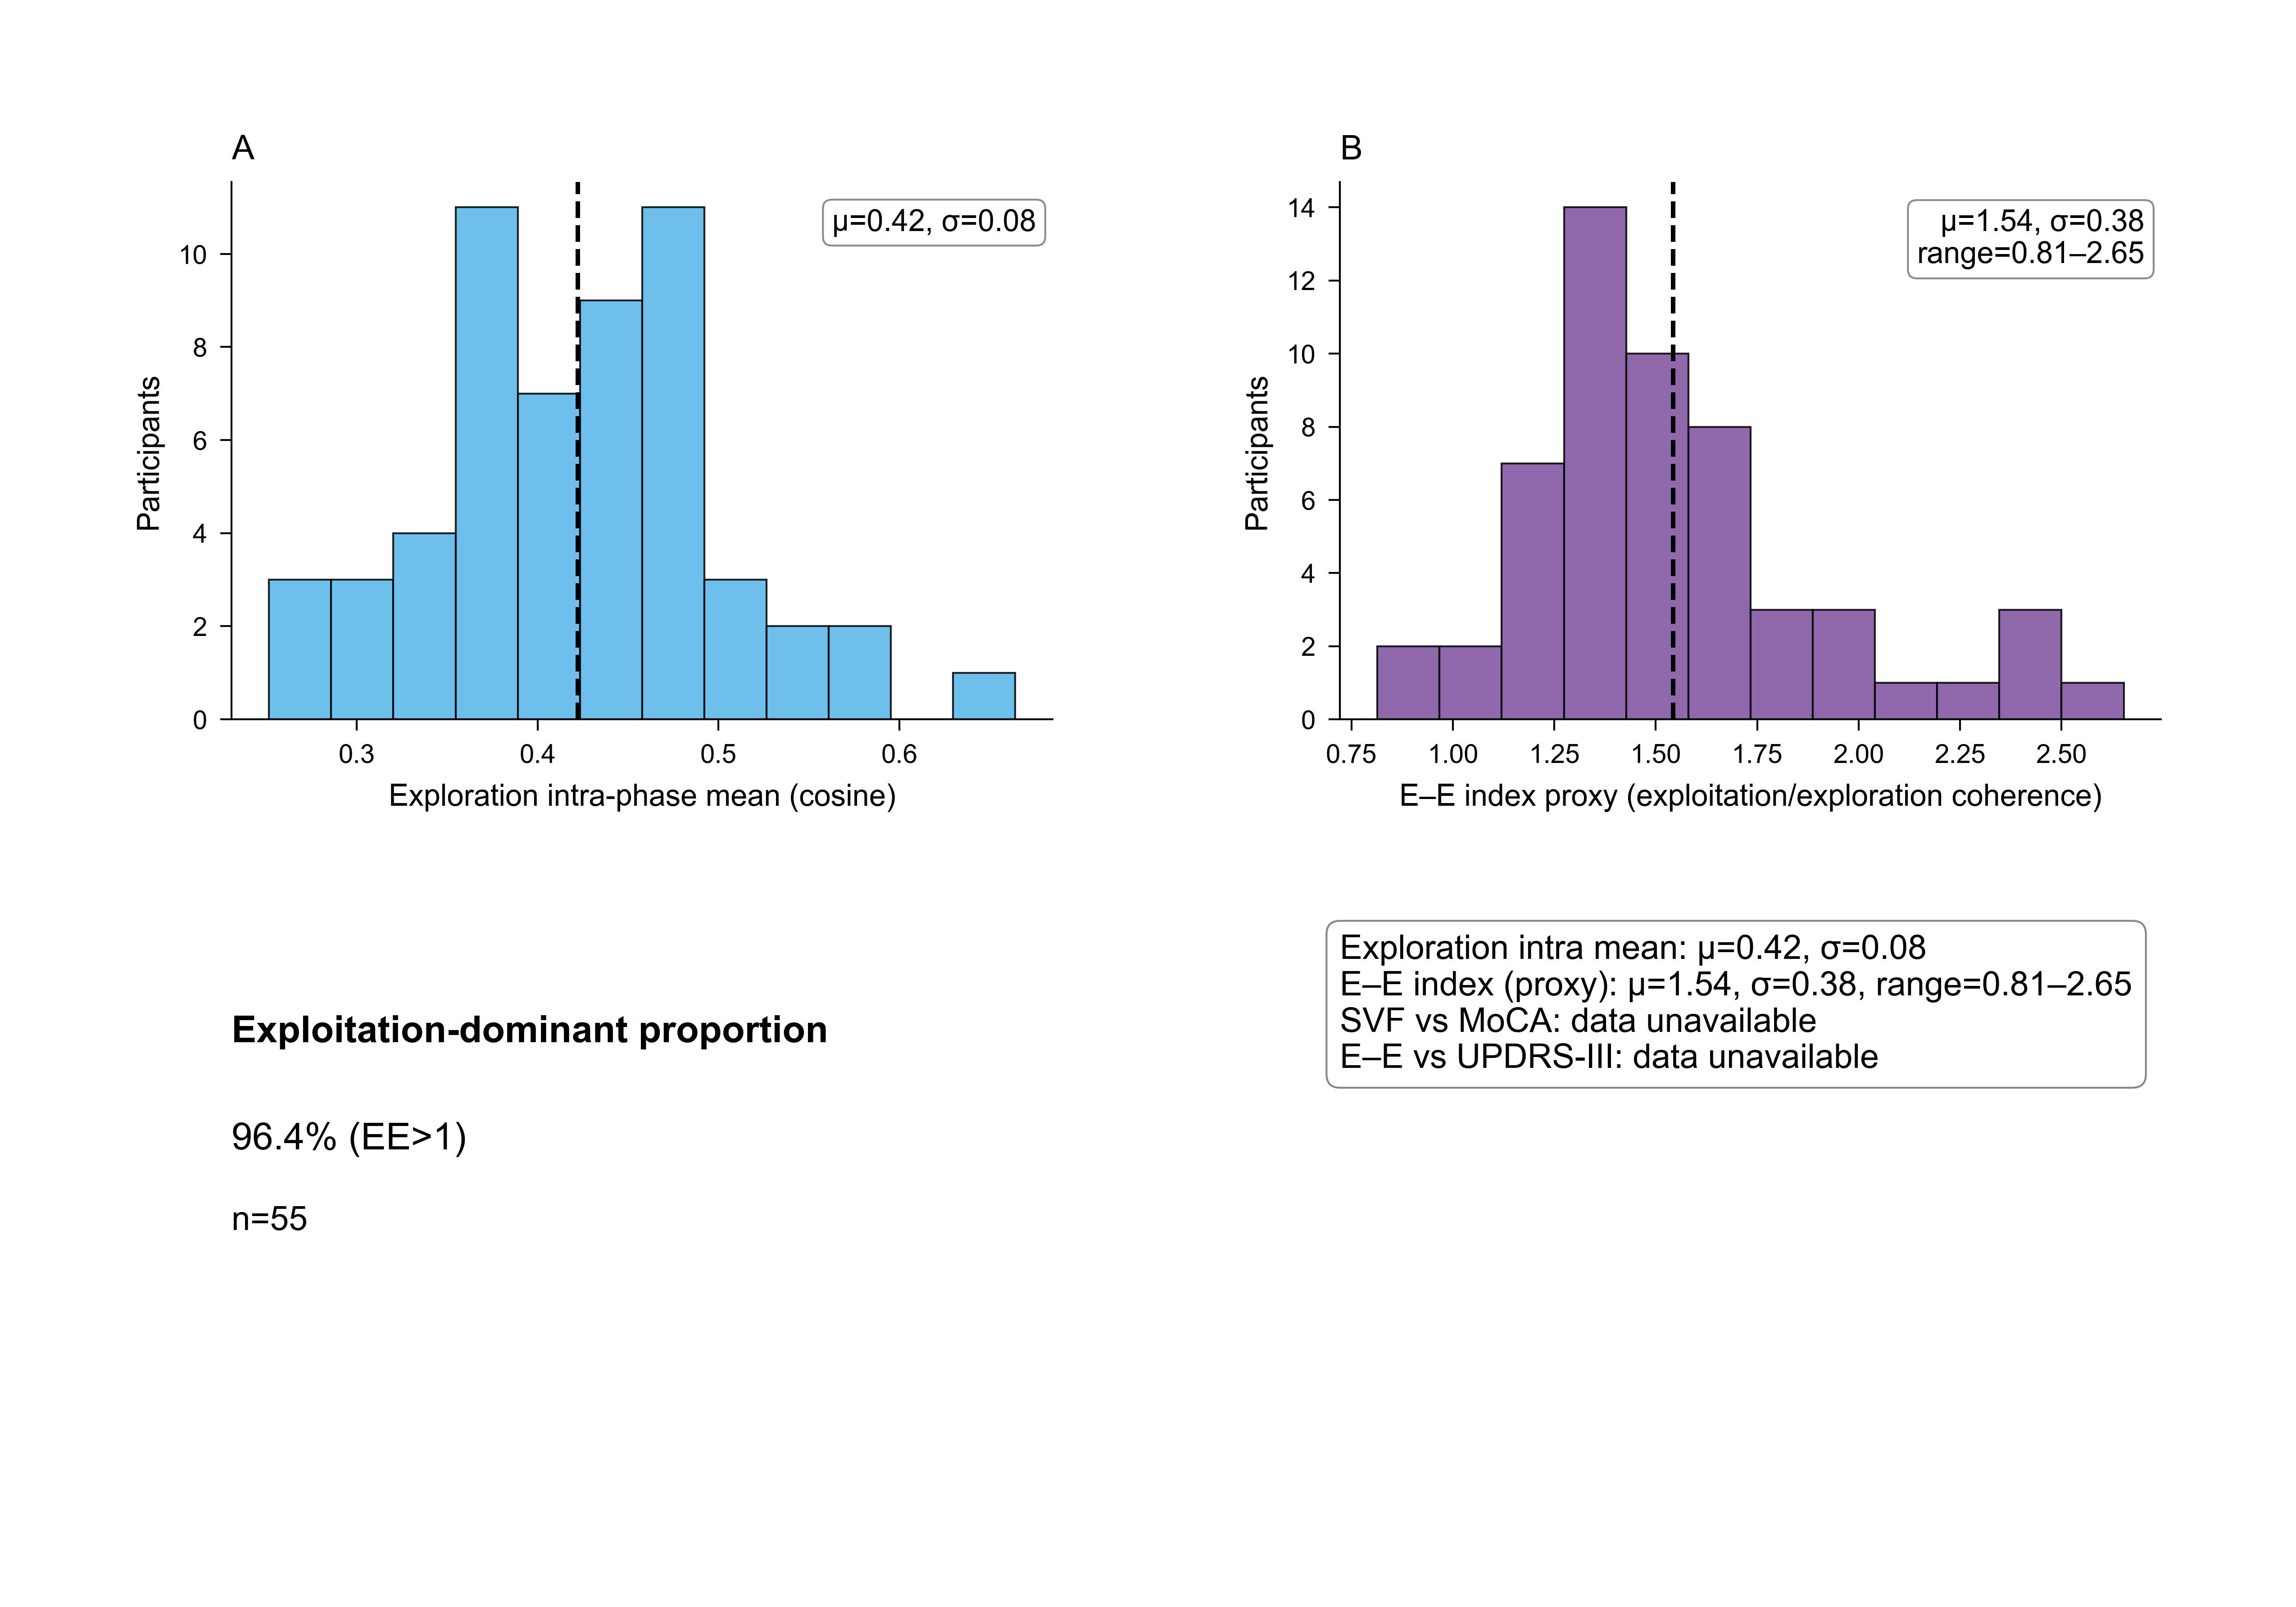 A
μ=0.42, σ=0.08
10
8
6
4
2
0
Participants
0.3 0.4 0.5 0.6
Exploration intra-phase mean (cosine)
B
μ=1.54, σ=0.38
range=0.81–2.65
14
12
10
8
6
4
2
0
Participants
0.75 1.00 1.25 1.50 1.75 2.00 2.25 2.50
E–E index proxy (exploitation/exploration coherence)
Exploitation-dominant proportion
96.4% (EE>1)
n=55
Exploration intra mean: μ=0.42, σ=0.08
E–E index (proxy): μ=1.54, σ=0.38, range=0.81–2.65
SVF vs MoCA: data unavailable
E–E vs UPDRS-III: data unavailable